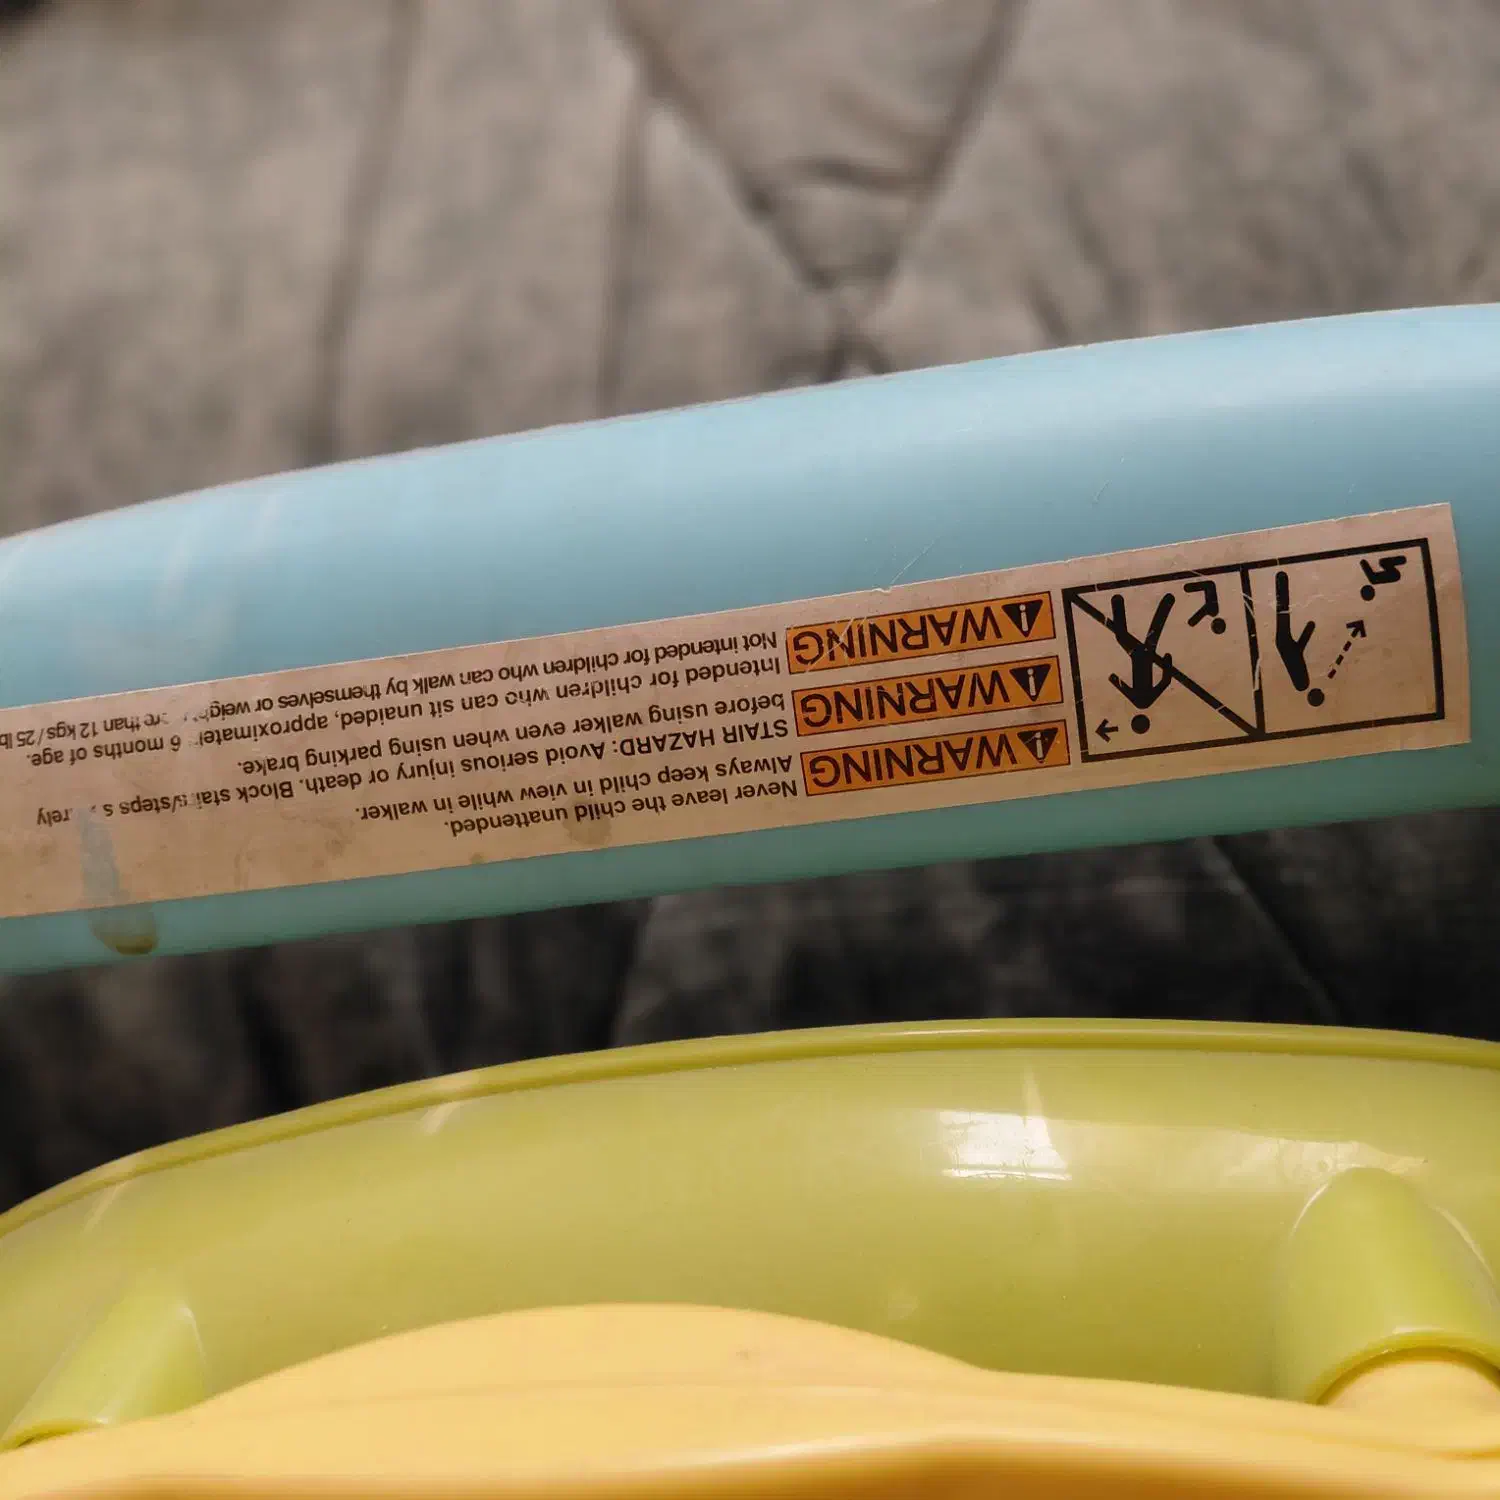 Never leave the child unattended.
WARNING Always keep child in view while in walker.
STAIR HAZARD: Avoid serious injury or death. Block stairs/steps
WARNING before using walker even when using parking brake.
Intended for children who can sit unaided, approximately 6 months of age.
WARNING Not intended for children who can walk by themselves or weight more than 12 kgs/25